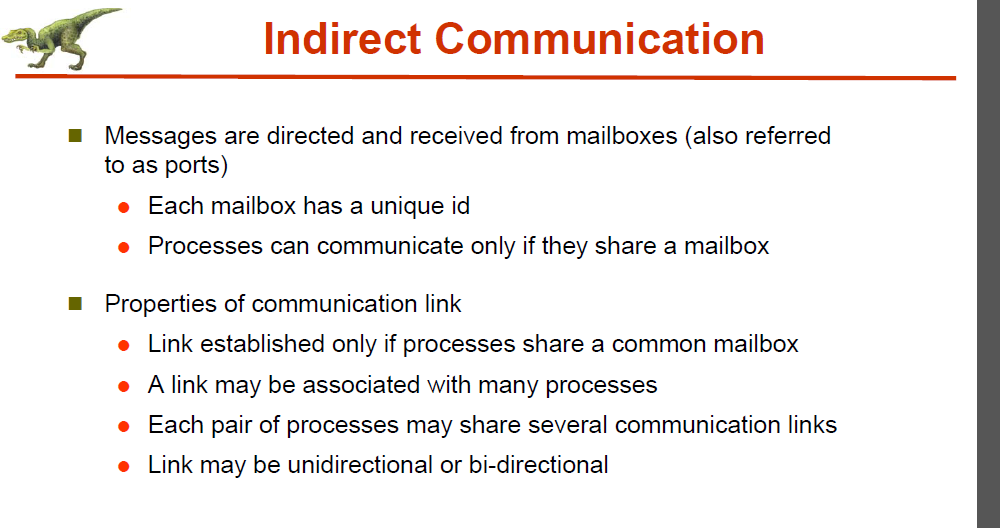 Indirect Communication
Messages are directed and received from mailboxes (also referred
to as ports)
Each mailbox has a unique id
Processes can communicate only if they share a mailbox
Properties of communication link
Link established only if processes share a common mailbox
A link may be associated with many processes
Each pair of processes may share several communication links
Link may be unidirectional or bi-directional